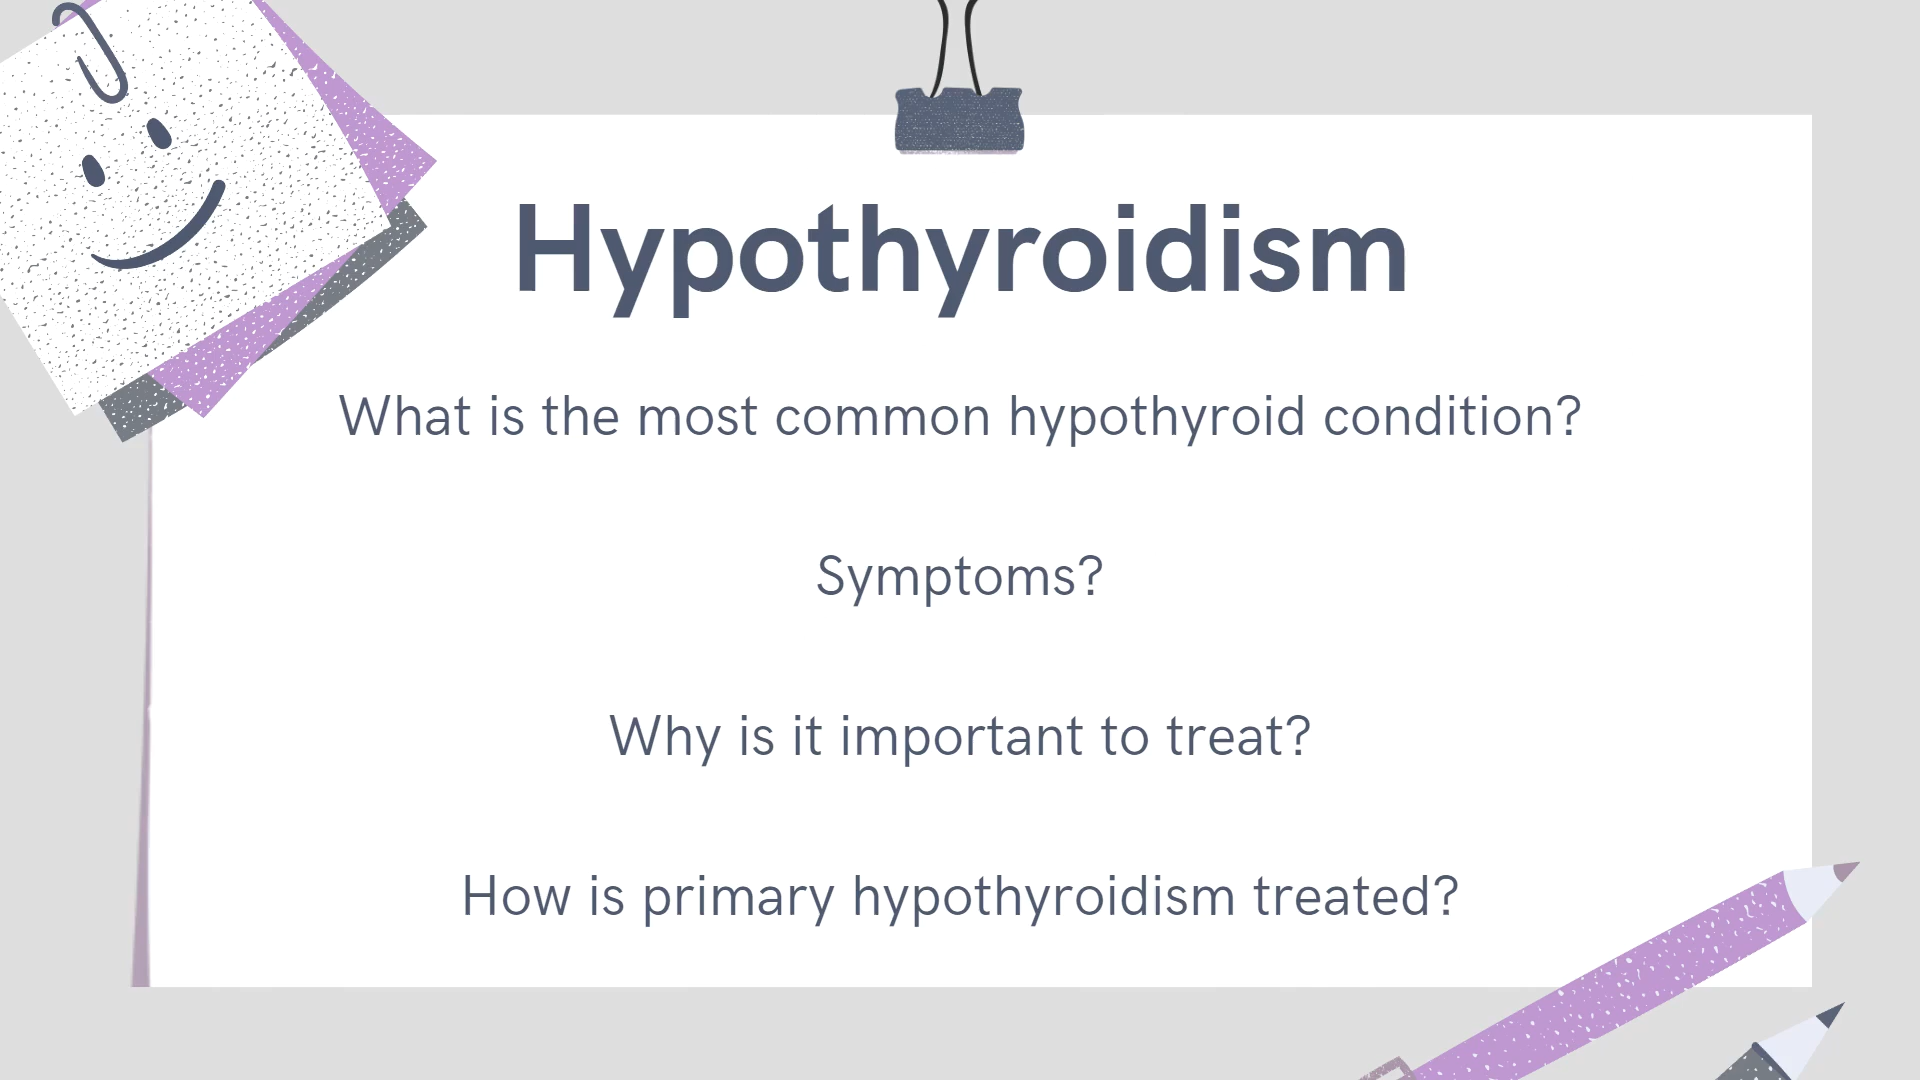 Hypothyroidism
What is the most common hypothyroid condition?
Symptoms?
Why is it important to treat?
How is primary hypothyroidism treated?